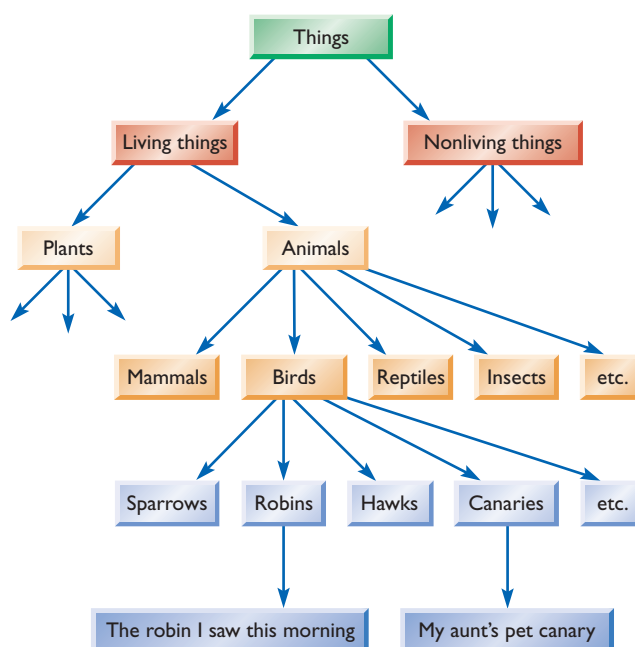 Things
Living things
Nonliving things
Plants
Animals
Mammals
Birds
Reptiles
Insects
etc.
Sparrows
Robins
Hawks
Canaries
etc.
The robin I saw this morning
My aunt's pet canary